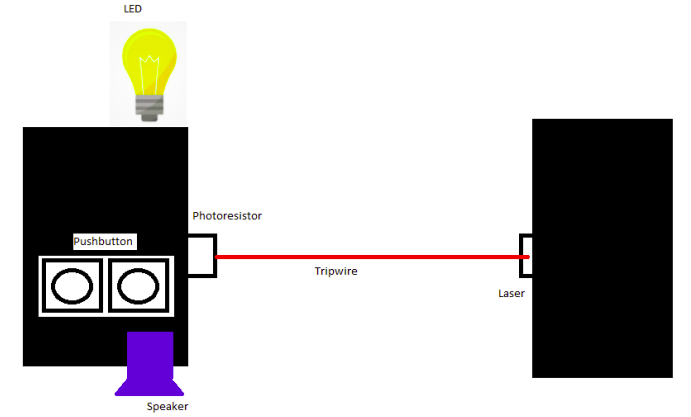 LED
Photoresistor
Pushbutton
Tripwire
Laser
Speaker